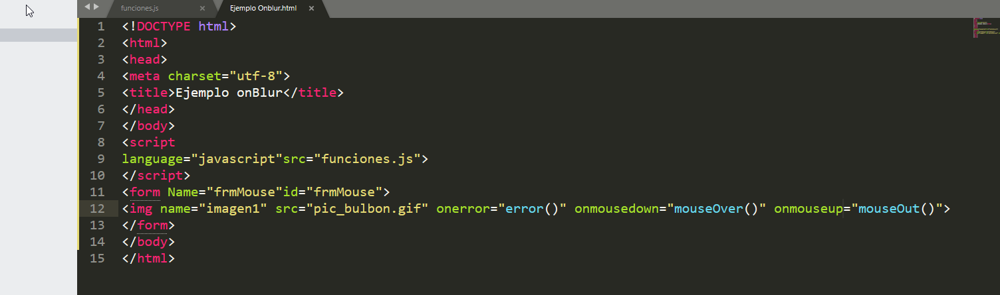 funciones.js × Ejemplo Onblur.html ×
1 <!DOCTYPE html>
2 <html>
3 <head>
4 <meta charset="utf-8">
5 <title>Ejemplo onBlur</title>
6 </head>
7 </body>
8 <script
9 language="javascript"src="funciones.js">
10 </script>
11 <form Name="frmMouse"id="frmMouse">
12 <img name="imagen1" src="pic_bulbon.gif" onerror="error()" onmousedown="mouseOver()" onmouseup="mouseOut()">
13 </form>
14 </body>
15 </html>